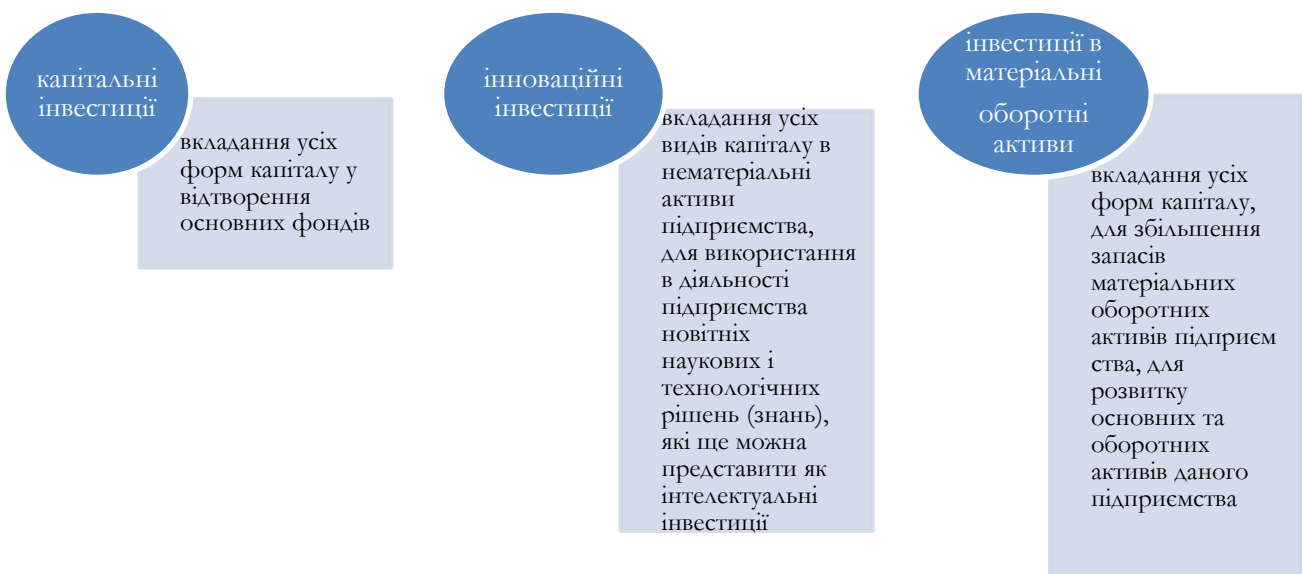 капітальні
інвестиції
вкладання усіх
форм капіталу у
відтворення
основних фондів
інноваційні
інвестиції
вкладання усіх
видів капіталу в
нематеріальні
активи
підприємства,
для використання
в діяльності
підприємства
новітніх
наукових і
технологічних
рішень (знань),
які ще можна
представити як
інтелектуальні
інвестиції
інвестиції в
матеріальні
оборотні
активи
вкладання усіх
форм капіталу,
для збільшення
запасів
матеріальних
оборотних
активів підприєм
ства, для
розвитку
основних та
оборотних
активів даного
підприємства